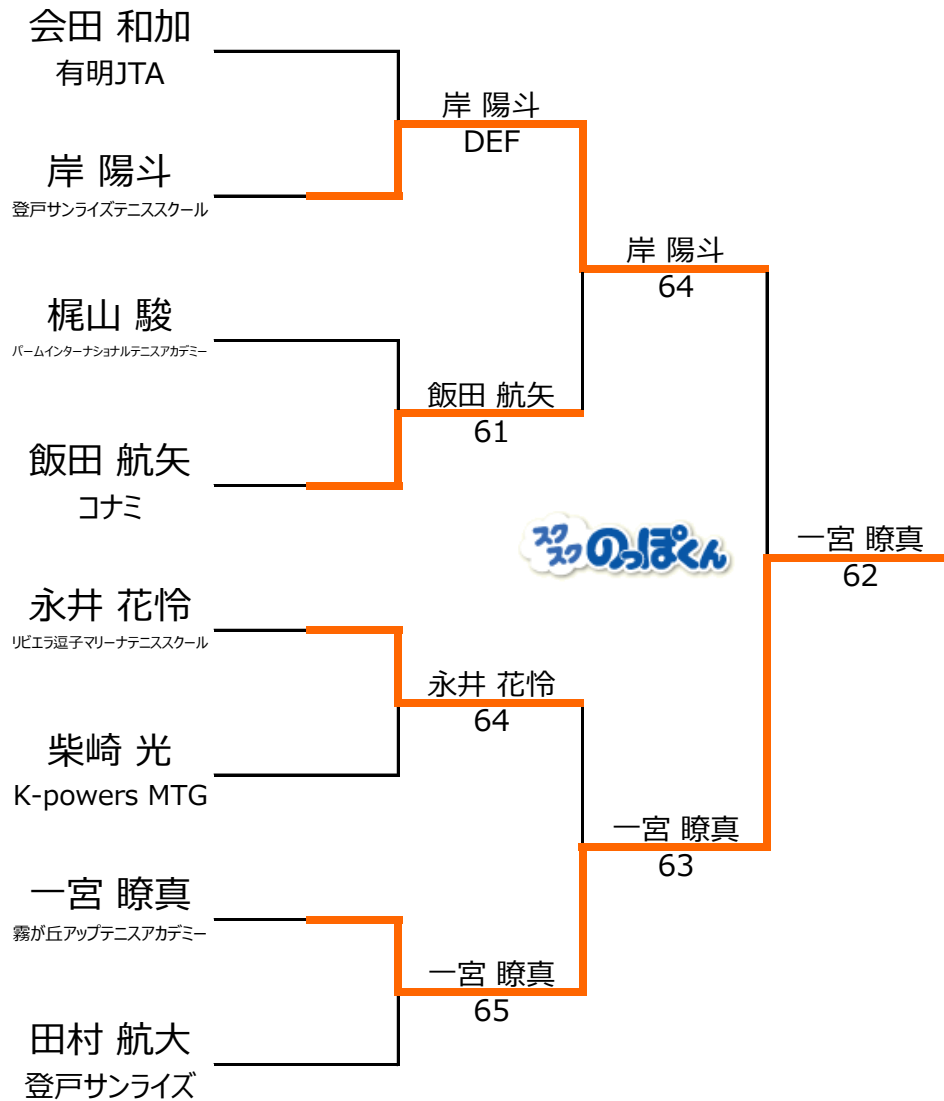 会田 和加
有明JTA
岸 陽斗
DEF
岸 陽斗
登戸サンライズテニススクール
岸 陽斗
64
梶山 駿
パームインターナショナルテニスアカデミー
飯田 航矢
61
飯田 航矢
コナミ
スクスクのっぽくん
一宮 瞭真
62
永井 花怜
リビエラ逗子マリーナテニススクール
永井 花怜
64
柴崎 光
K-powers MTG
一宮 瞭真
63
一宮 瞭真
霧が丘アップテニスアカデミー
一宮 瞭真
65
田村 航大
登戸サンライズ